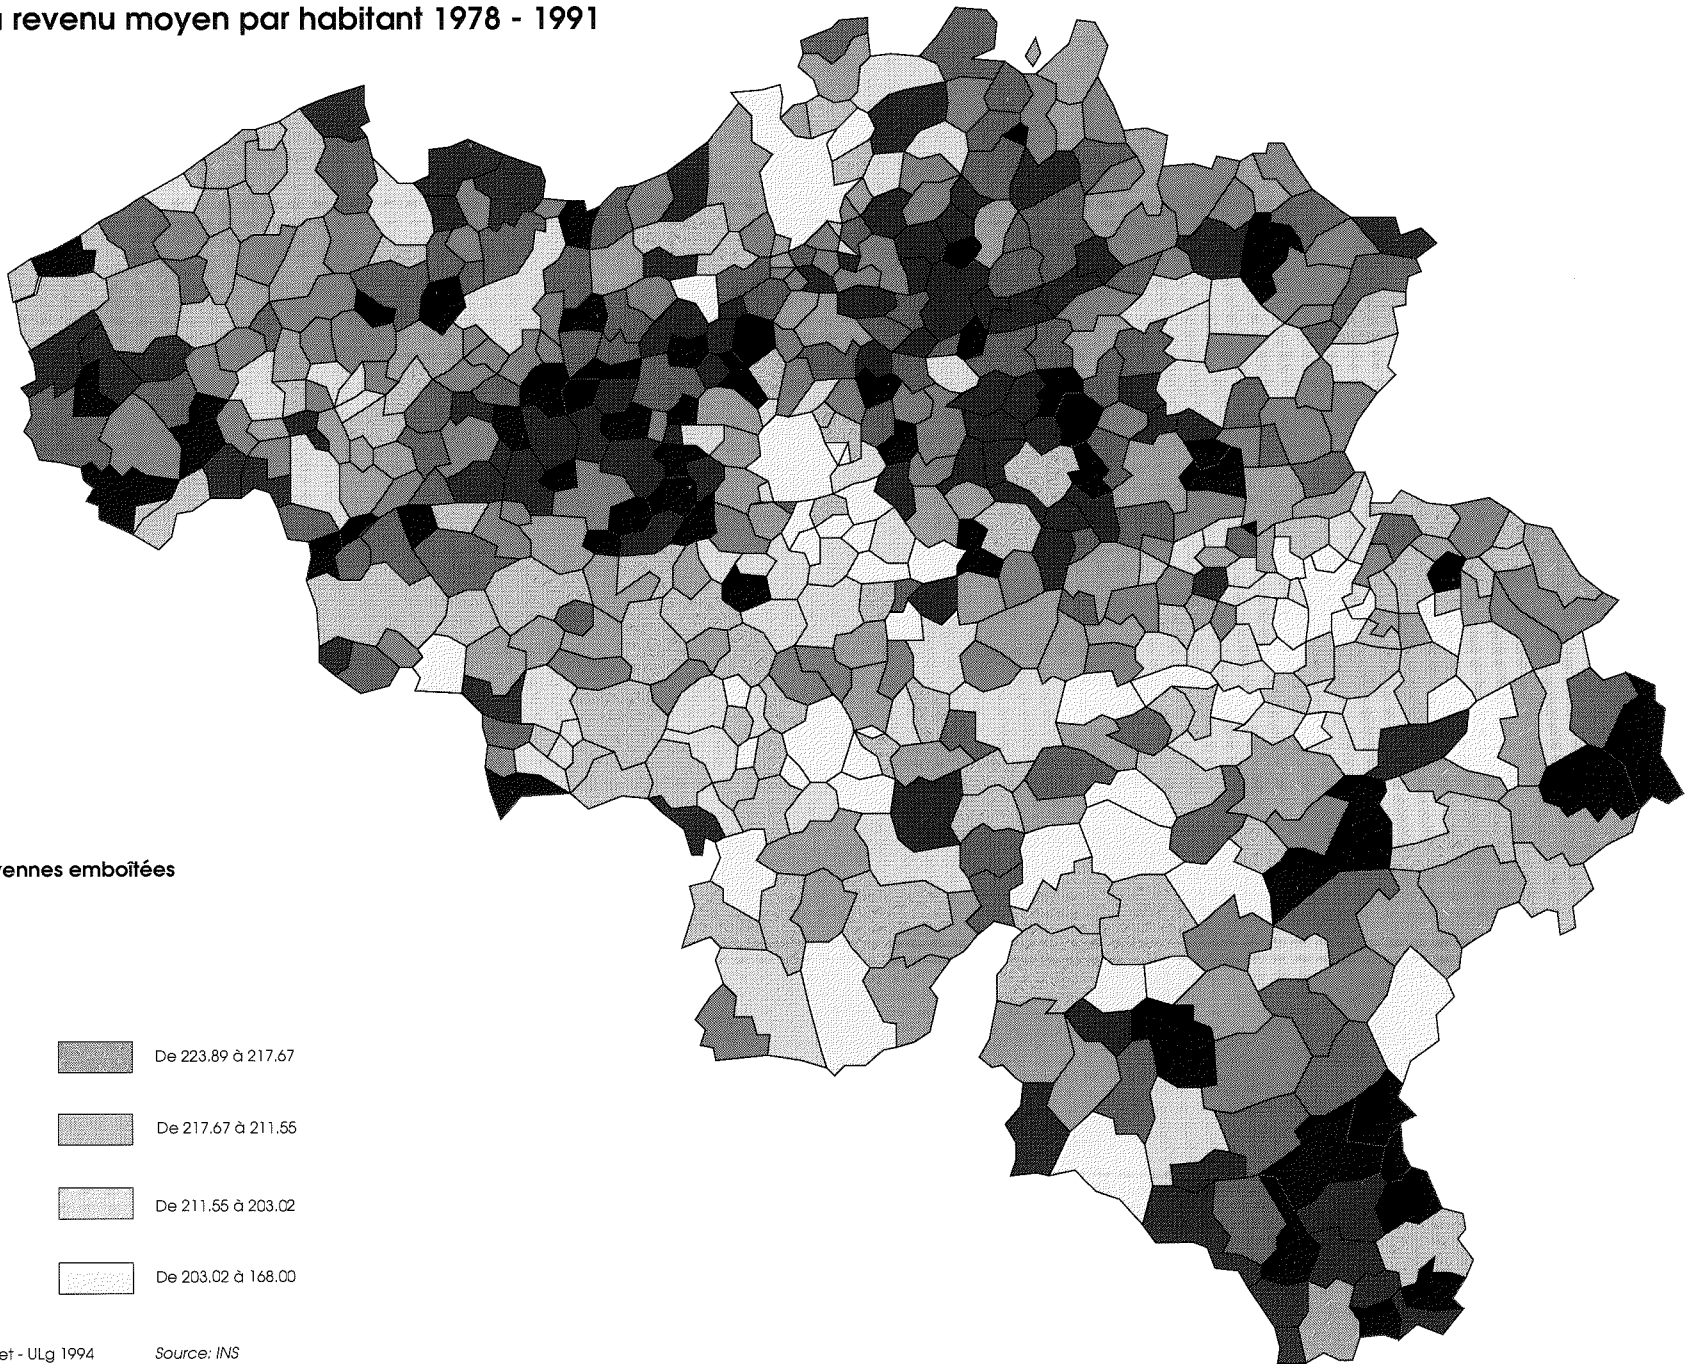 revenu moyen par habitant 1978 - 1991
ennes emboîtées
De 223.89 à 217.67
De 217.67 à 211.55
De 211.55 à 203.02
De 203.02 à 168.00
et - ULg 1994 Source: INS